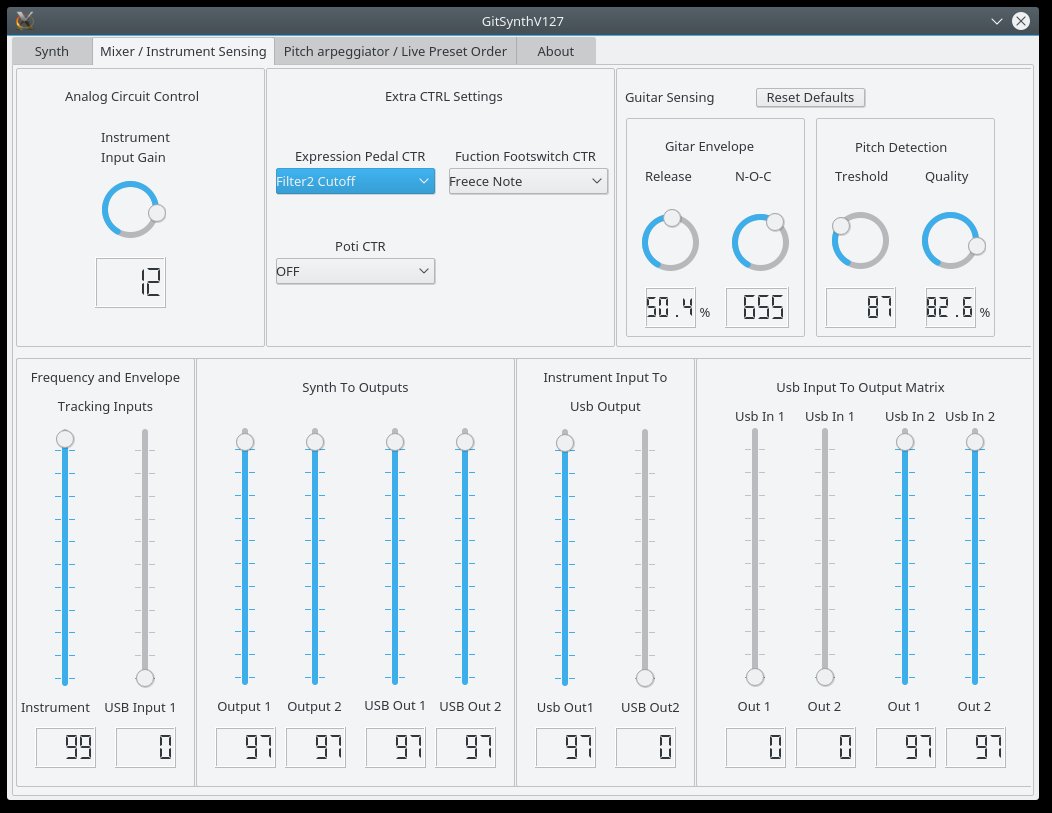 GitSynthV127
Synth
Mixer / Instrument Sensing
Pitch arpeggiator / Live Preset Order
About
Analog Circuit Control
Instrument
Input Gain
12
Extra CTRL Settings
Expression Pedal CTR
Fuction Footswitch CTR
Filter2 Cutoff
Freece Note
Poti CTR
OFF
Guitar Sensing
Reset Defaults
Gitar Envelope
Release
N-O-C
50.4 %
655
Pitch Detection
Treshold
Quality
87
82.6 %
Frequency and Envelope
Tracking Inputs
Instrument
USB Input 1
99
0
Synth To Outputs
Output 1
Output 2
USB Out 1
USB Out 2
97
97
97
97
Instrument Input To
Usb Output
Usb Out1
USB Out2
97
0
Usb Input To Output Matrix
Usb In 1
Usb In 1
Usb In 2
Usb In 2
Out 1
Out 2
Out 1
Out 2
0
0
97
97